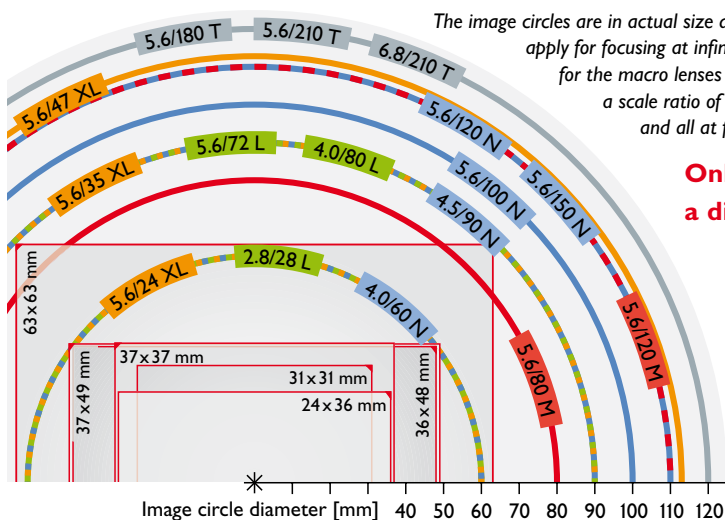 The image circles are in actual size a
apply for focusing at infin
for the macro lenses
a scale ratio of
and all at f
On
a di
5.6/180 T
5.6/210 T
6.8/210 T
5.6/47 XL
5.6/120 N
5.6/72 L
4.0/80 L
5.6/100 N
5.6/150 N
5.6/35 XL
4.5/90 N
63 x 63 mm
5.6/24 XL
2.8/28 L
4.0/60 N
5.6/120 M
37 x 49 mm
37 x 37 mm
31 x 31 mm
24 x 36 mm
36 x 48 mm
5.6/80 M
Image circle diameter [mm] 40 50 60 70 80 90 100 110 120